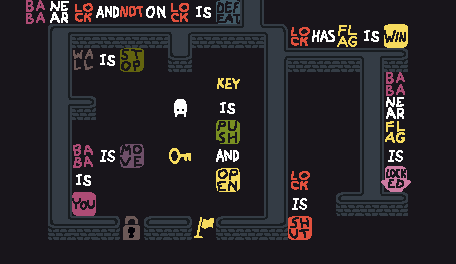 BABA NEAR LOCK AND NOT ON LOCK IS DEFEAT
LOCK HAS FLAG IS WIN
WALL IS STOP
KEY
IS
PUSH
AND
OPEN
BABA IS MOVE
IS
YOU
BABA
NEAR
FLAG
IS
LOCKED
LOCK
IS
SHUT